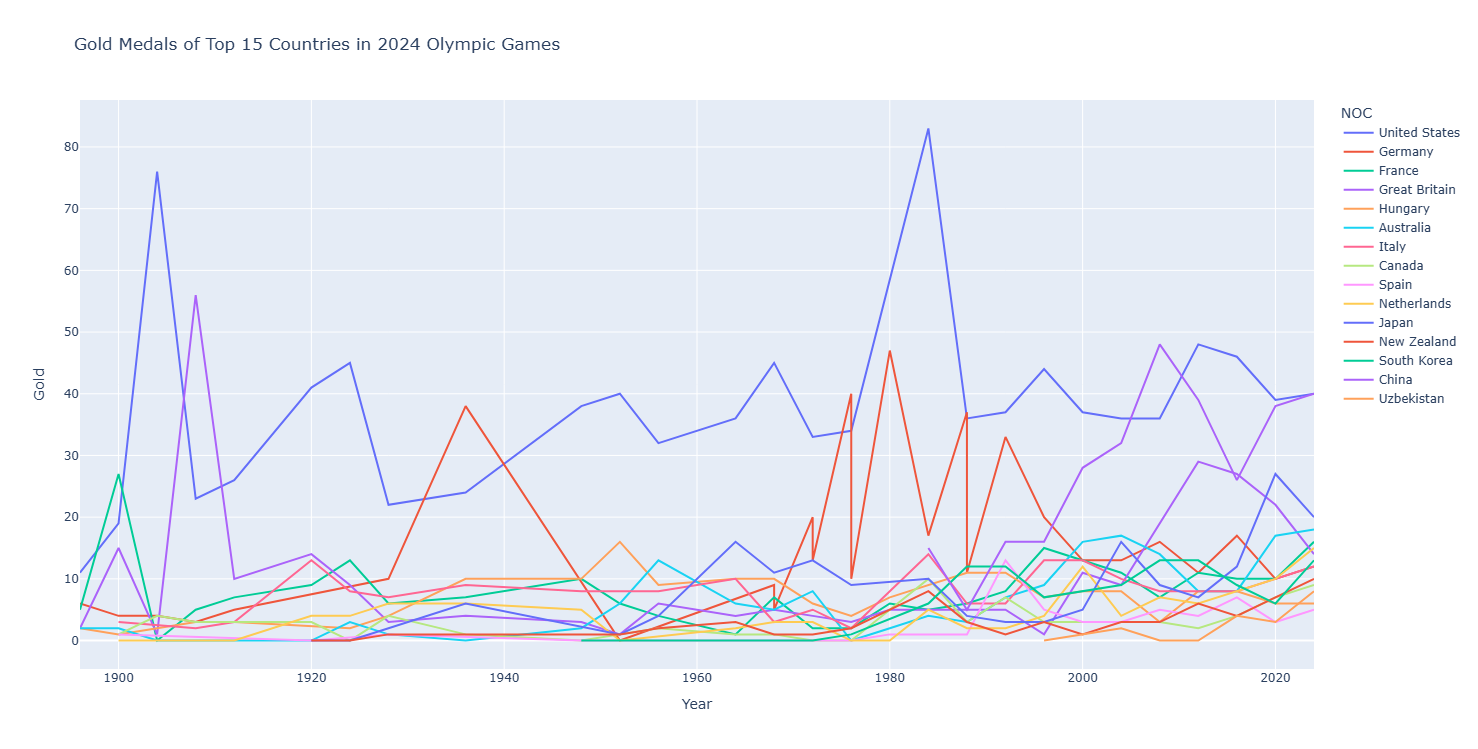 Gold Medals of Top 15 Countries in 2024 Olympic Games
NOC
United States
Germany
France
Great Britain
Hungary
Australia
Italy
Canada
Spain
Netherlands
Japan
New Zealand
South Korea
China
Uzbekistan
Gold
80
70
60
50
40
30
20
10
0
1900 1920 1940 1960 1980 2000 2020
Year